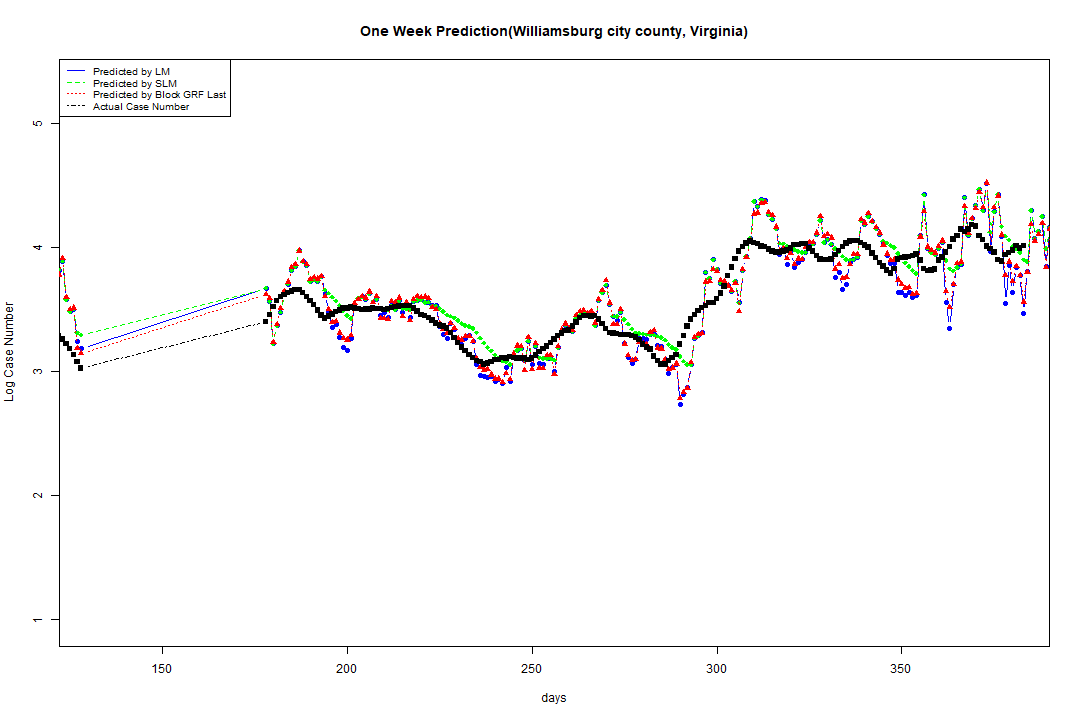 One Week Prediction(Williamsburg city county, Virginia)
Predicted by LM
Predicted by SLM
Predicted by Block GRF Last
Actual Case Number
5
4
3
2
1
Log Case Number
150 200 250 300 350
days